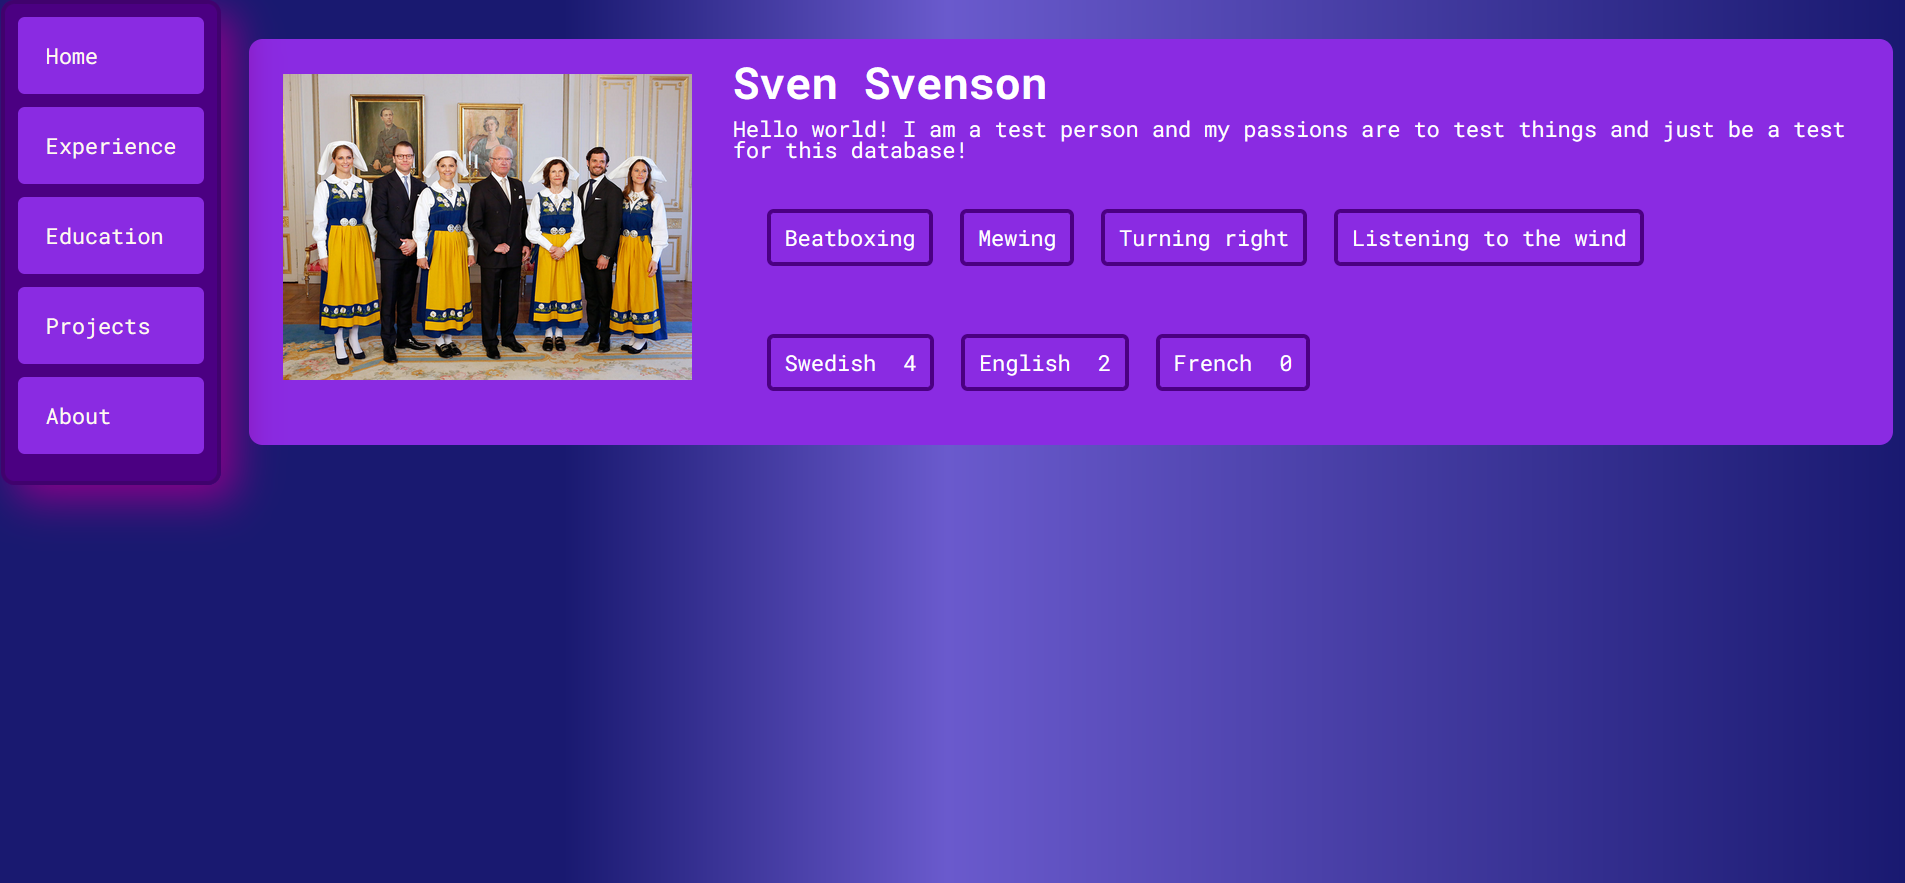 Home
Experience
Education
Projects
About
Sven Svenson
Hello world! I am a test person and my passions are to test things and just be a test
for this database!
Beatboxing
Mewing
Turning right
Listening to the wind
Swedish 4
English 2
French 0